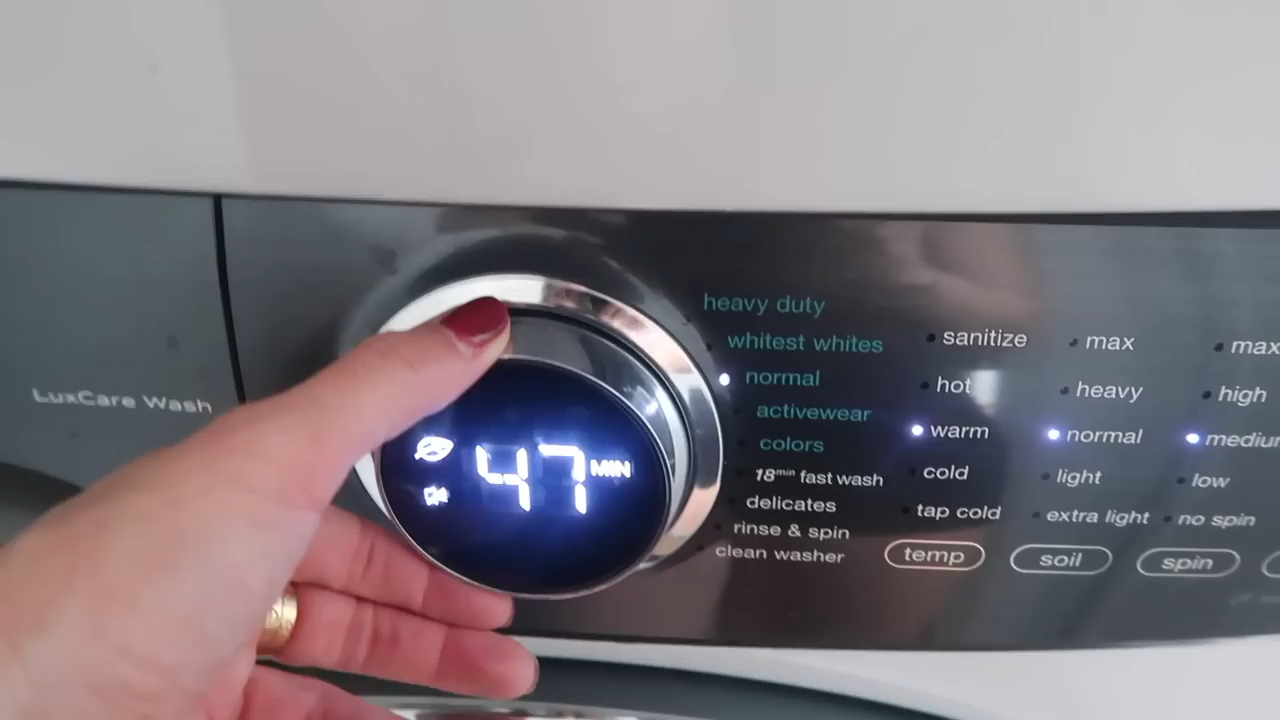 LuxCare Wash
47 MIN
heavy duty
whitest whites
normal
activewear
colors
18min fast wash
delicates
rinse & spin
clean washer
sanitize
hot
warm
cold
tap cold
temp
max
heavy
normal
light
extra light
soil
max
high
medium
low
no spin
spin